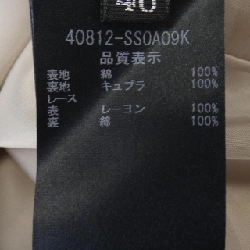 40
40812-SS0A09K
品質表示
表地 綿 100%
裏地 キュプラ 100%
レース
表 レーヨン 100%
裏 綿 100%